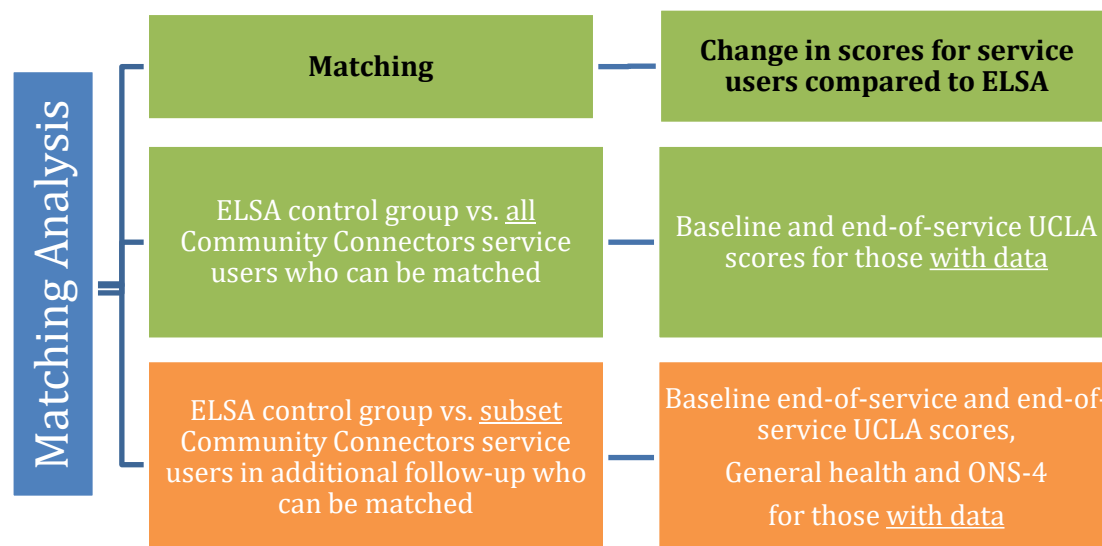 Matching Analysis
Matching
Change in scores for service
users compared to ELSA
ELSA control group vs. all
Community Connectors service
users who can be matched
Baseline and end-of-service UCLA
scores for those with data
ELSA control group vs. subset
Community Connectors service
users in additional follow-up who
can be matched
Baseline end-of-service and end-of-
service UCLA scores,
General health and ONS-4
for those with data